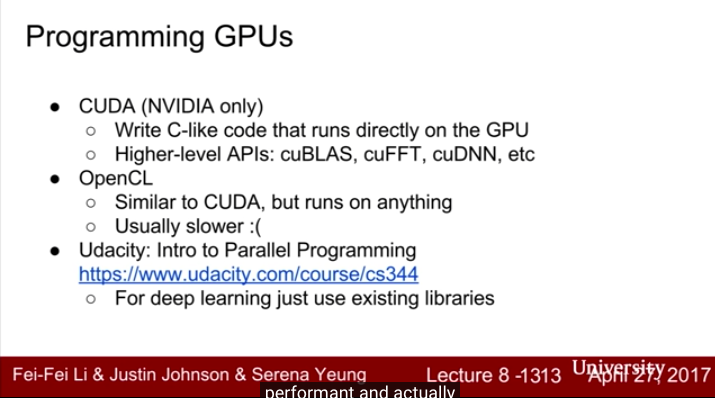 Programming GPUs
● CUDA (NVIDIA only)
○ Write C-like code that runs directly on the GPU
○ Higher-level APIs: cuBLAS, cuFFT, cuDNN, etc
● OpenCL
○ Similar to CUDA, but runs on anything
○ Usually slower :(
● Udacity: Intro to Parallel Programming
https://www.udacity.com/course/cs344
○ For deep learning just use existing libraries
Fei-Fei Li & Justin Johnson & Serena Yeung
Lecture 8 -1313
University
April 27, 2017
performant and actually